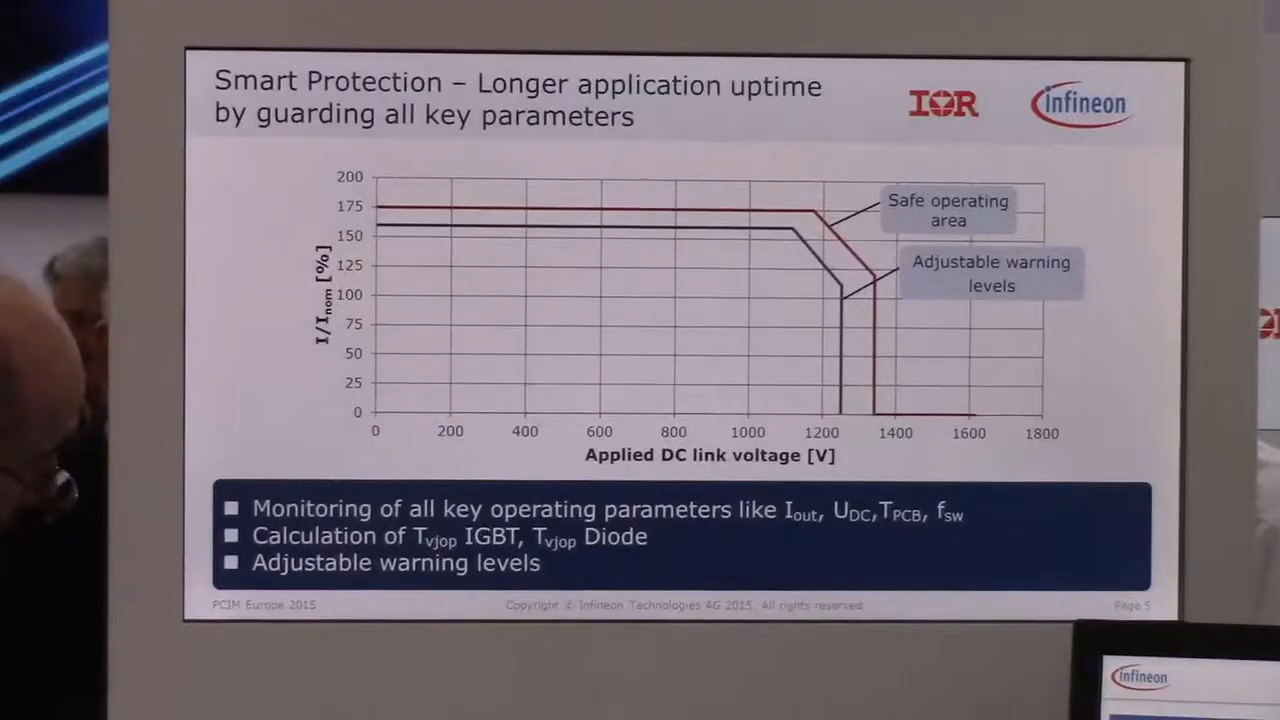 Smart Protection – Longer application uptime
by guarding all key parameters
IOR
infineon
200
175
150
125
100
75
50
25
0
I/Inom [%]
Safe operating
area
Adjustable warning
levels
0 200 400 600 800 1000 1200 1400 1600 1800
Applied DC link voltage [V]
■ Monitoring of all key operating parameters like Iout, UDC,TPCB, fsw
■ Calculation of Tvjop IGBT, Tvjop Diode
■ Adjustable warning levels
PCIM Europe 2015
Copyright © Infineon Technologies AG 2015. All rights reserved.
Page 5
infineon